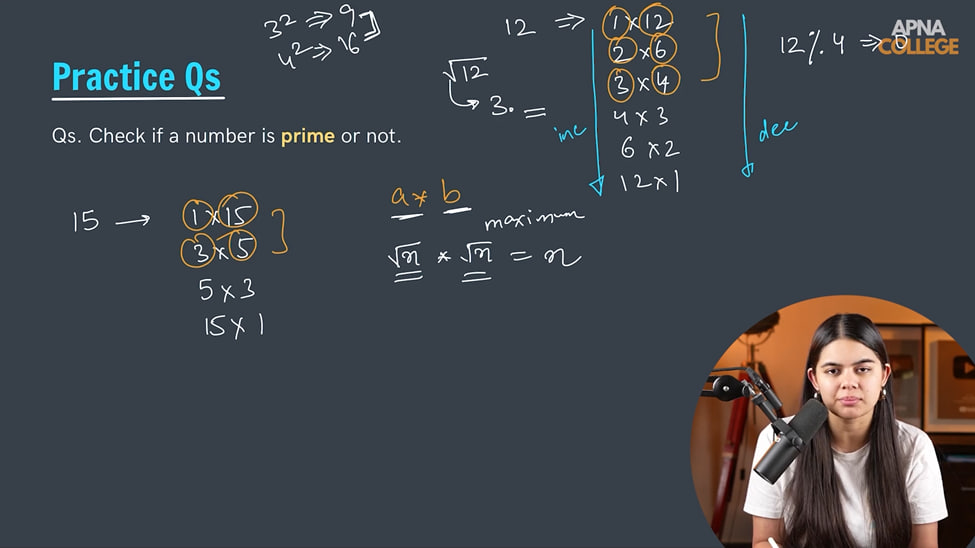 3² ⇒ 9
4² ⇒ 16
Practice Qs
Qs. Check if a number is prime or not.
15 → 1 x 15
3 x 5
5 x 3
15 x 1
a * b
maximum
√n * √n = n
12 ⇒ 1 x 12
2 x 6
3 x 4
4 x 3
6 x 2
12 x 1
√12
3. =
inc
dec
12 % 4 ⇒ 0
APNA
COLLEGE